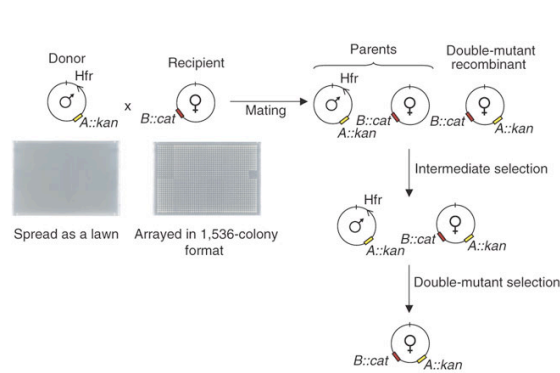 Donor
Hfr
A::kan
x
Recipient
B::cat
Mating
Parents
Hfr
A::kan
B::cat
Double-mutant
recombinant
B::cat
A::kan
Spread as a lawn
Arrayed in 1,536-colony
format
Intermediate selection
Hfr
A::kan
B::cat
A::kan
Double-mutant selection
B::cat
A::kan